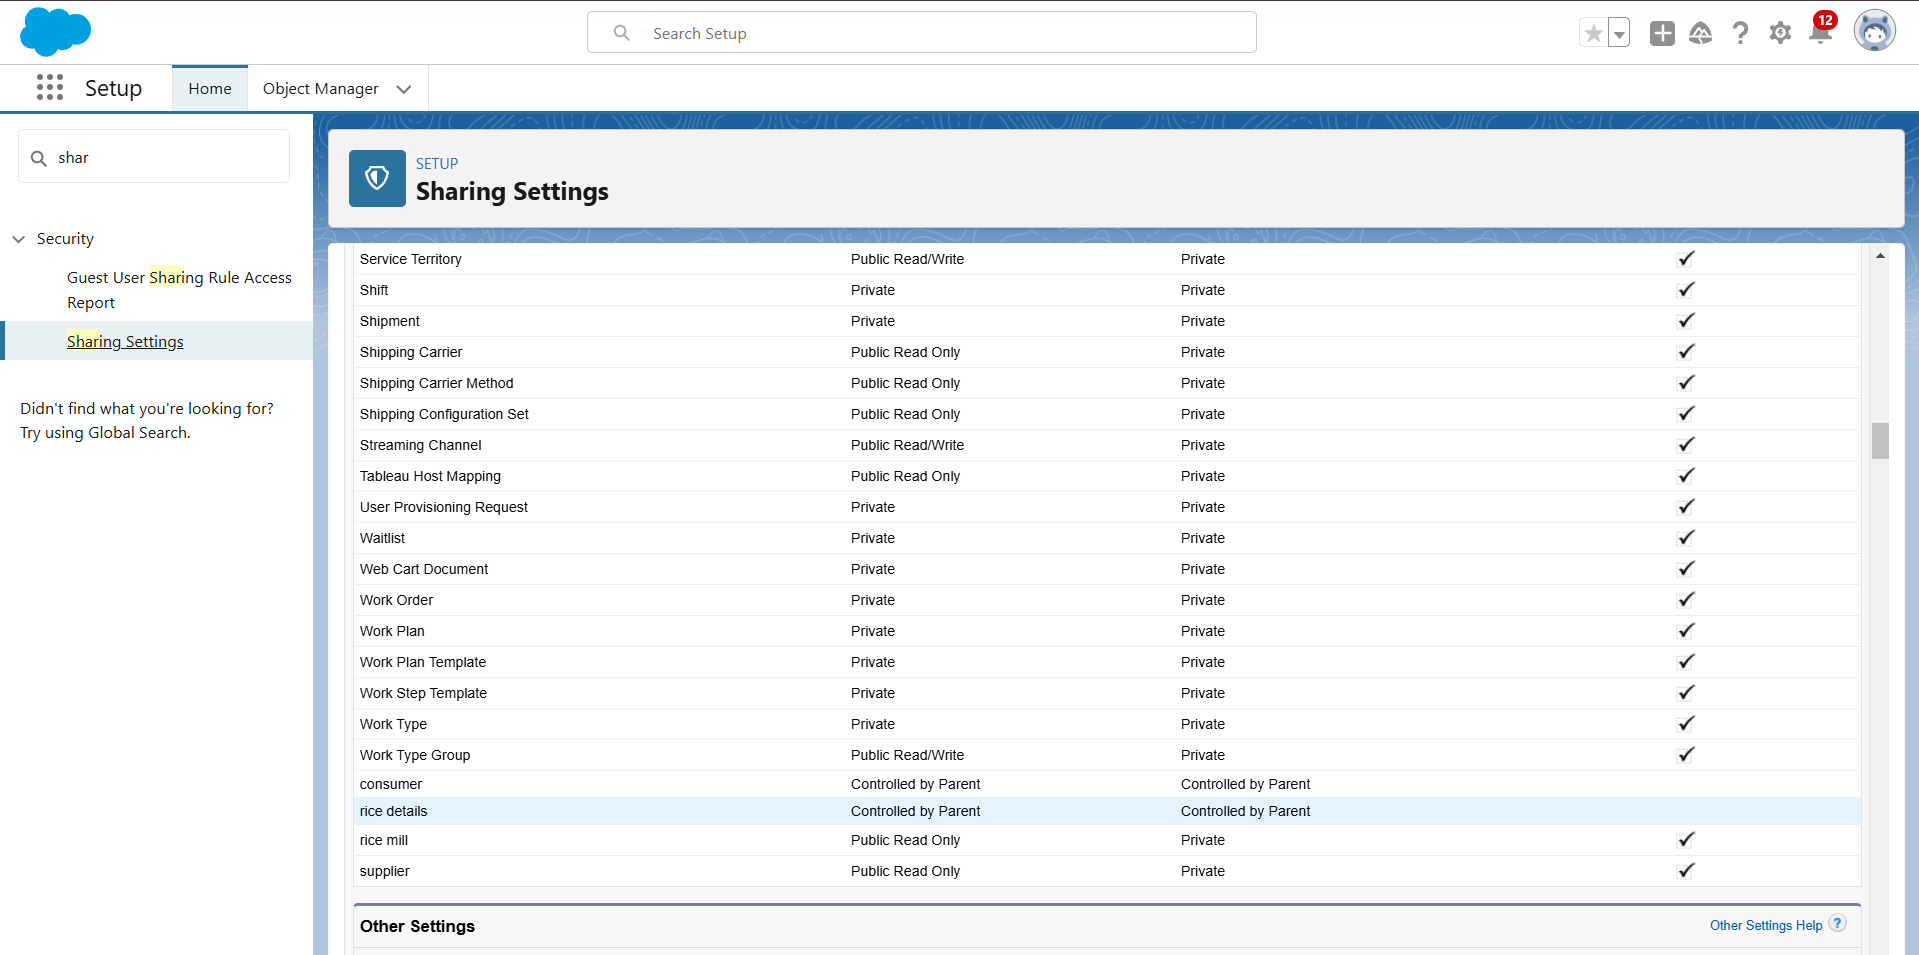 Search Setup
12
Setup
Home
Object Manager
shar
Security
Guest User Sharing Rule Access
Report
Sharing Settings
Didn't find what you're looking for?
Try using Global Search.
SETUP
Sharing Settings
Service Territory Public Read/Write Private
Shift Private Private
Shipment Private Private
Shipping Carrier Public Read Only Private
Shipping Carrier Method Public Read Only Private
Shipping Configuration Set Public Read Only Private
Streaming Channel Public Read/Write Private
Tableau Host Mapping Public Read Only Private
User Provisioning Request Private Private
Waitlist Private Private
Web Cart Document Private Private
Work Order Private Private
Work Plan Private Private
Work Plan Template Private Private
Work Step Template Private Private
Work Type Private Private
Work Type Group Public Read/Write Private
consumer Controlled by Parent Controlled by Parent
rice details Controlled by Parent Controlled by Parent
rice mill Public Read Only Private
supplier Public Read Only Private
Other Settings
Other Settings Help ?